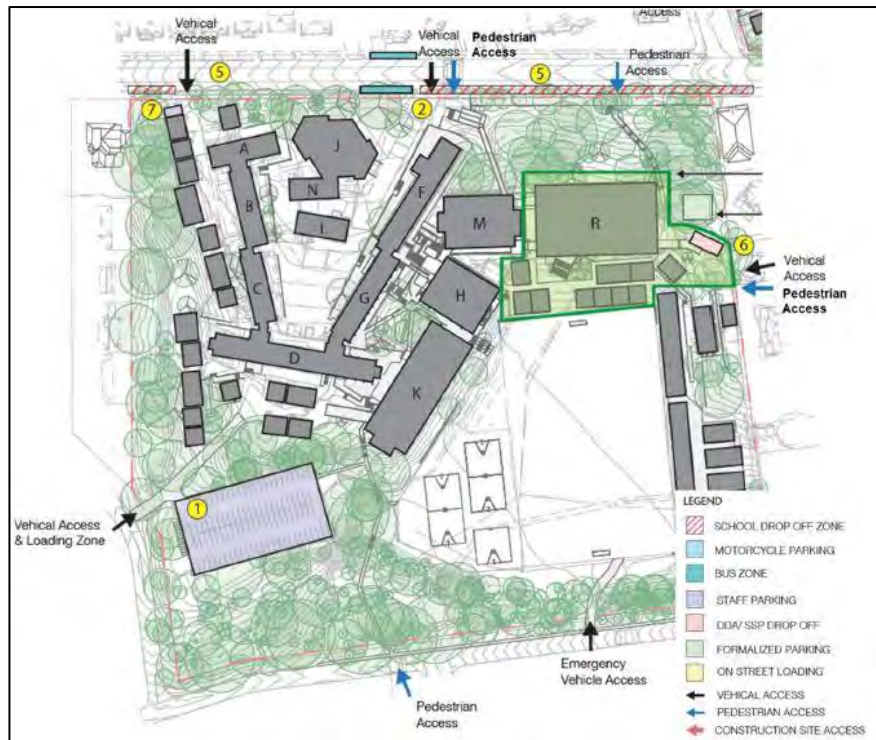 Access
Vehical
Access
Vehical
Access
Pedestrian
Access
Pedestrian
Access
5
5
7
2
A
J
B
N
I
F
M
R
C
G
H
6
Vehical
Access
Pedestrian
Access
D
K
1
Vehical Access
& Loading Zone
Pedestrian
Access
Emergency
Vehicle Access
LEGEND
SCHOOL DROP OFF ZONE
MOTORCYCLE PARKING
BUS ZONE
STAFF PARKING
DDA/ SSP DROP OFF
FORMALIZED PARKING
ON STREET LOADING
VEHICAL ACCESS
PEDESTRIAN ACCESS
CONSTRUCTION SITE ACCESS